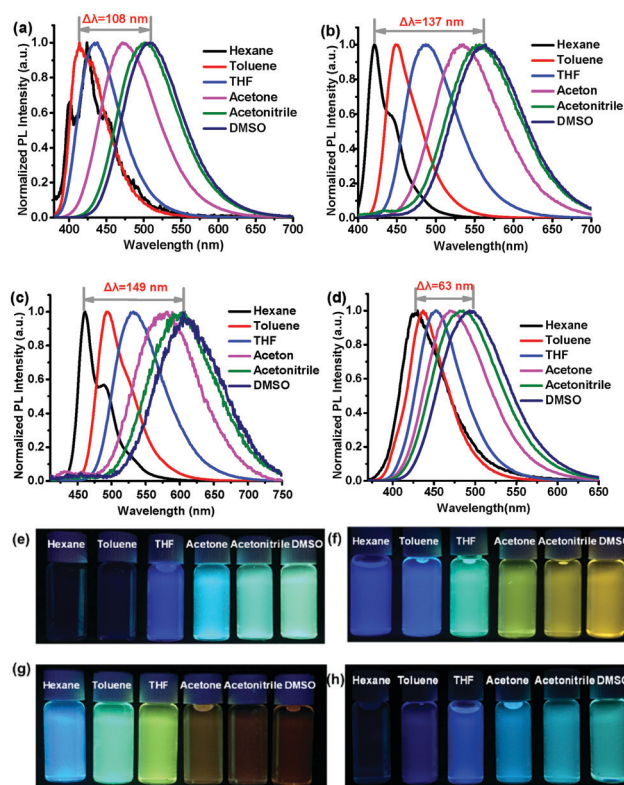 (a)
Δλ=108 nm
Normalized PL Intensity (a.u.)
1.0
0.8
0.6
0.4
0.2
0.0
400 450 500 550 600 650 700
Wavelength (nm)
Hexane
Toluene
THF
Acetone
Acetonitrile
DMSO
(b)
Δλ=137 nm
Normalized PL Intensity (a.u.)
1.0
0.8
0.6
0.4
0.2
0.0
400 450 500 550 600 650 700
Wavelength(nm)
Hexane
Toluene
THF
Aceton
Acetonitrile
DMSO
(c)
Δλ=149 nm
Normalized PL Intensity (a.u.)
1.0
0.8
0.6
0.4
0.2
0.0
450 500 550 600 650 700 750
Wavelength (nm)
Hexane
Toluene
THF
Aceton
Acetonitrile
DMSO
(d)
Δλ=63 nm
Normalized PL Intensity (a.u.)
1.0
0.8
0.6
0.4
0.2
0.0
400 450 500 550 600 650
Wavelength (nm)
Hexane
Toluene
THF
Acetone
Acetonitrile
DMSO
(e)
Hexane Toluene THF Acetone Acetonitrile DMSO
(f)
Hexane Toluene THF Acetone Acetonitrile DMSO
(g)
Hexane Toluene THF Acetone Acetonitrile DMSO
(h)
Hexane Toluene THF Acetone Acetonitrile DMSO